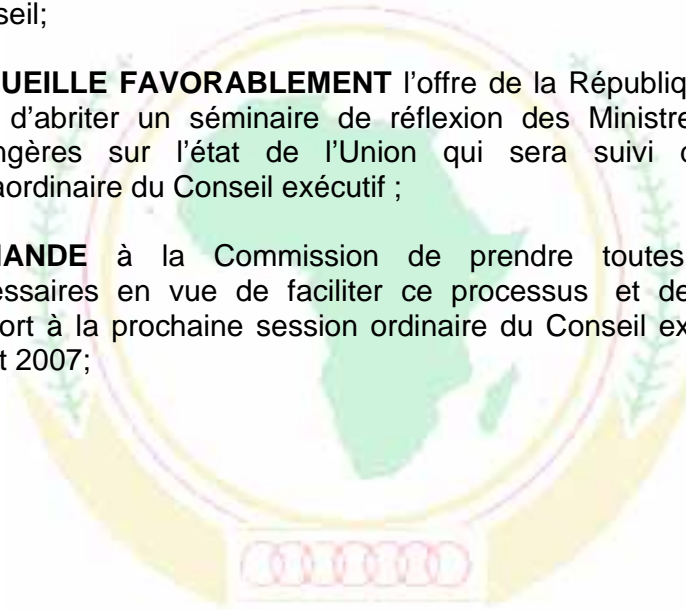 seil;
UEILLE FAVORABLEMENT l'offre de la Républiq
d'abriter un séminaire de réflexion des Ministre
ngères sur l'état de l'Union qui sera suivi
aordinaire du Conseil exécutif ;
ANDE à la Commission de prendre toutes
essaires en vue de faciliter ce processus et de
ort à la prochaine session ordinaire du Conseil ex
t 2007;